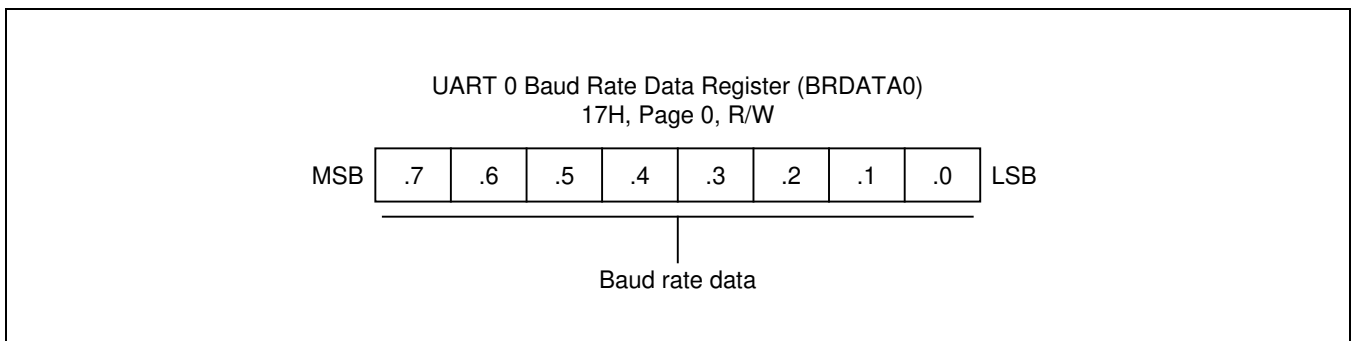 UART 0 Baud Rate Data Register (BRDATA0)
17H, Page 0, R/W
MSB .7 .6 .5 .4 .3 .2 .1 .0 LSB
Baud rate data